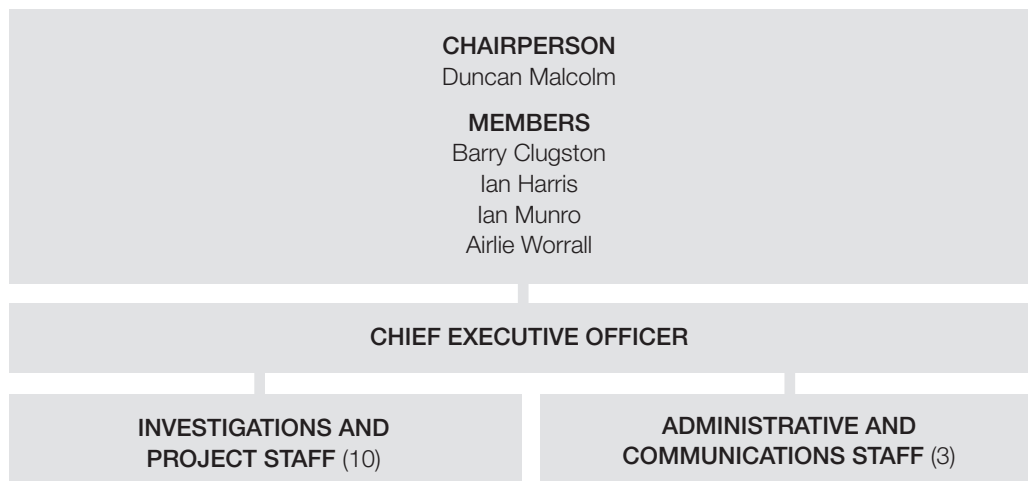 CHAIRPERSON
Duncan Malcolm
MEMBERS
Barry Clugston
Ian Harris
Ian Munro
Airlie Worrall
CHIEF EXECUTIVE OFFICER
INVESTIGATIONS AND
PROJECT STAFF (10)
ADMINISTRATIVE AND
COMMUNICATIONS STAFF (3)